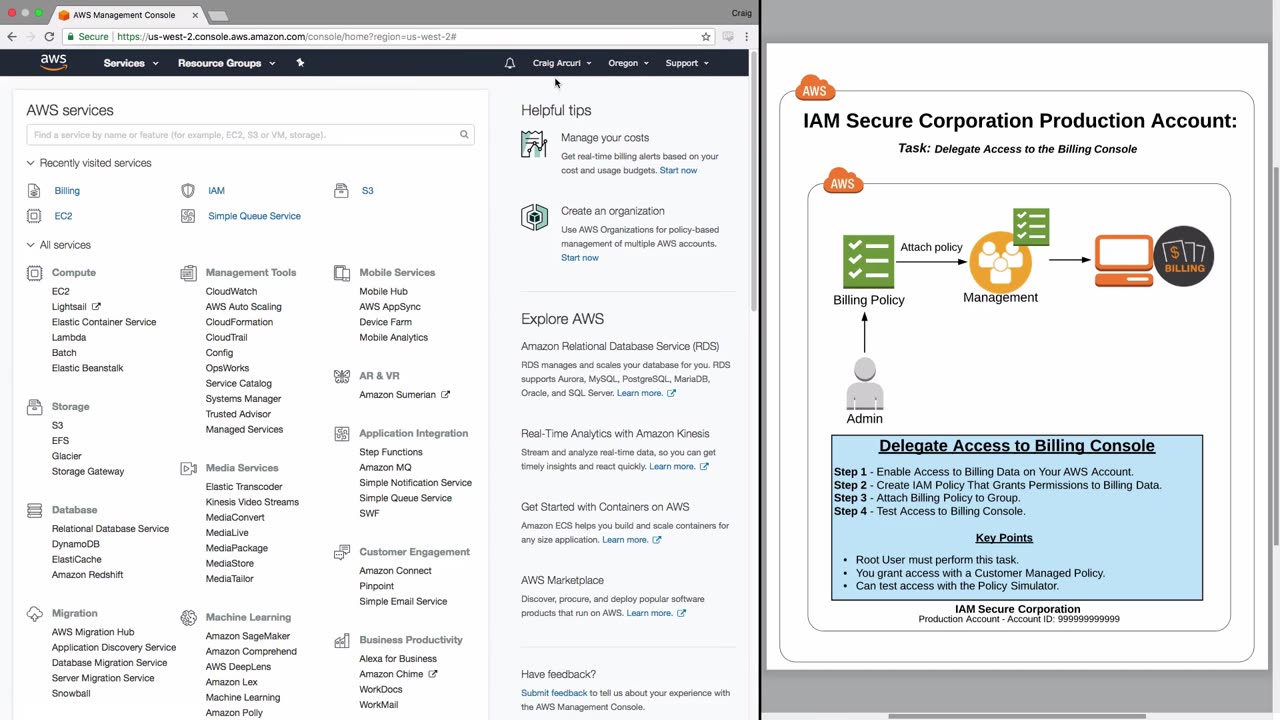 AWS Management Console
Craig
Secure
https://us-west-2.console.aws.amazon.com/console/home?region=us-west-2#
aws
Services
Resource Groups
Craig Arcuri
Oregon
Support
AWS services
Find a service by name or feature (for example, EC2, S3 or VM, storage).
Recently visited services
Billing
IAM
S3
EC2
Simple Queue Service
All services
Compute
EC2
Lightsail
Elastic Container Service
Lambda
Batch
Elastic Beanstalk
Storage
S3
EFS
Glacier
Storage Gateway
Database
Relational Database Service
DynamoDB
ElastiCache
Amazon Redshift
Migration
AWS Migration Hub
Application Discovery Service
Database Migration Service
Server Migration Service
Snowball
Management Tools
CloudWatch
AWS Auto Scaling
CloudFormation
CloudTrail
Config
OpsWorks
Service Catalog
Systems Manager
Trusted Advisor
Managed Services
Media Services
Elastic Transcoder
Kinesis Video Streams
MediaConvert
MediaLive
MediaPackage
MediaStore
MediaTailor
Machine Learning
Amazon SageMaker
Amazon Comprehend
AWS DeepLens
Amazon Lex
Machine Learning
Amazon Polly
Mobile Services
Mobile Hub
AWS AppSync
Device Farm
Mobile Analytics
AR & VR
Amazon Sumerian
Application Integration
Step Functions
Amazon MQ
Simple Notification Service
Simple Queue Service
SWF
Customer Engagement
Amazon Connect
Pinpoint
Simple Email Service
Business Productivity
Alexa for Business
Amazon Chime
WorkDocs
WorkMail
Helpful tips
Manage your costs
Get real-time billing alerts based on your
cost and usage budgets. Start now
Create an organization
Use AWS Organizations for policy-based
management of multiple AWS accounts.
Start now
Explore AWS
Amazon Relational Database Service (RDS)
RDS manages and scales your database for you. RDS
supports Aurora, MySQL, PostgreSQL, MariaDB,
Oracle, and SQL Server. Learn more.
Real-Time Analytics with Amazon Kinesis
Stream and analyze real-time data, so you can get
timely insights and react quickly. Learn more.
Get Started with Containers on AWS
Amazon ECS helps you build and scale containers for
any size application. Learn more.
AWS Marketplace
Discover, procure, and deploy popular software
products that run on AWS. Learn more.
Have feedback?
Submit feedback to tell us about your experience with
the AWS Management Console.
AWS
IAM Secure Corporation Production Account:
Task: Delegate Access to the Billing Console
AWS
Attach policy
BILLING
Billing Policy
Management
Admin
Delegate Access to Billing Console
Step 1 - Enable Access to Billing Data on Your AWS Account.
Step 2 - Create IAM Policy That Grants Permissions to Billing Data.
Step 3 - Attach Billing Policy to Group.
Step 4 - Test Access to Billing Console.
Key Points
• Root User must perform this task.
• You grant access with a Customer Managed Policy.
• Can test access with the Policy Simulator.
IAM Secure Corporation
Production Account - Account ID: 999999999999